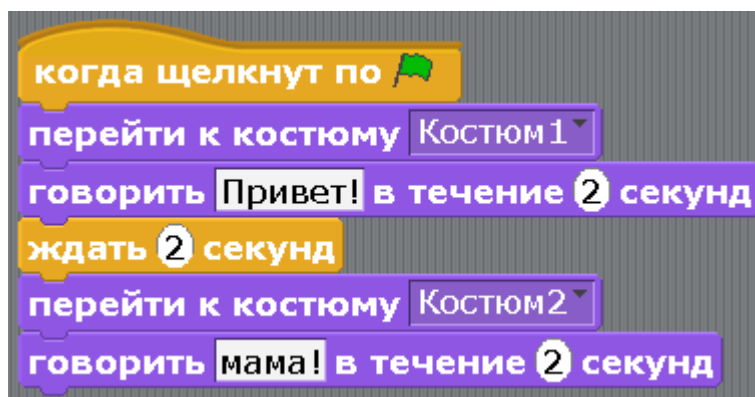 когда щелкнут по
перейти к костюму Костюм1
говорить Привет! в течение 2 секунд
ждать 2 секунд
перейти к костюму Костюм2
говорить мама! в течение 2 секунд